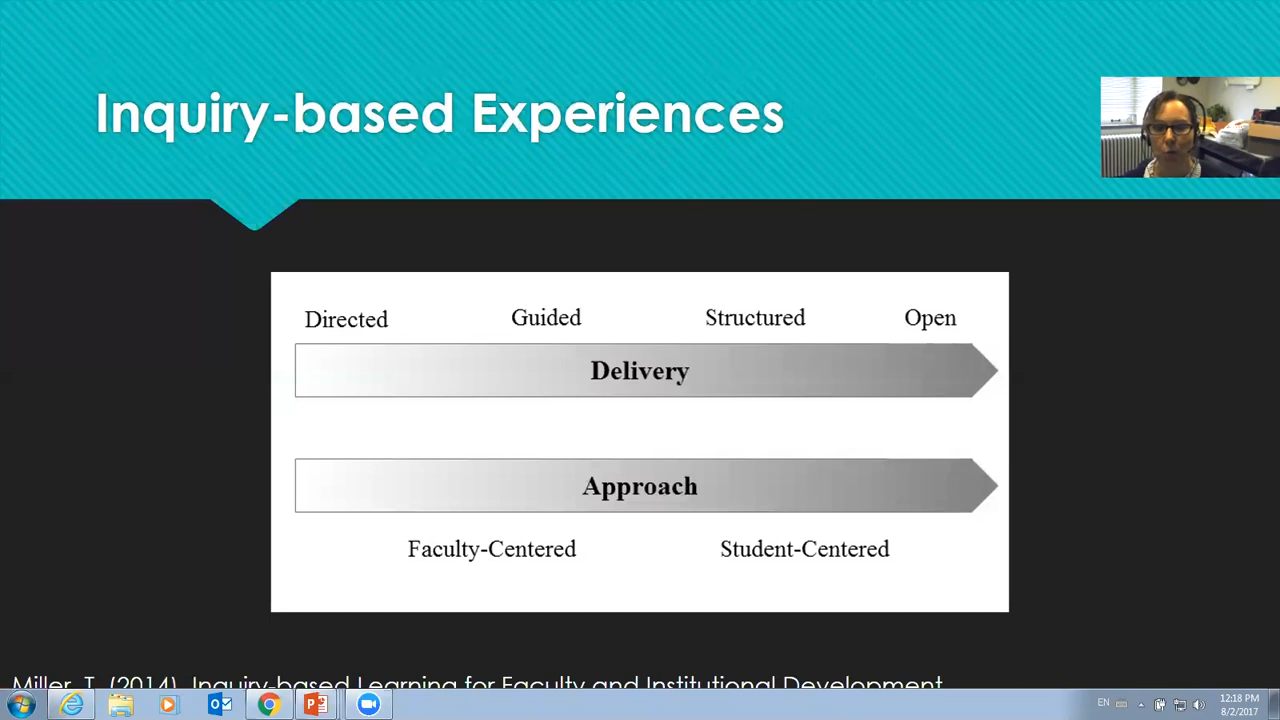 Inquiry-based Experiences
Directed Guided Structured Open
Delivery
Approach
Faculty-Centered Student-Centered
Miller, T. (2014). Inquiry-based Learning for Faculty and Institutional Development
EN
12:18 PM
8/2/2017